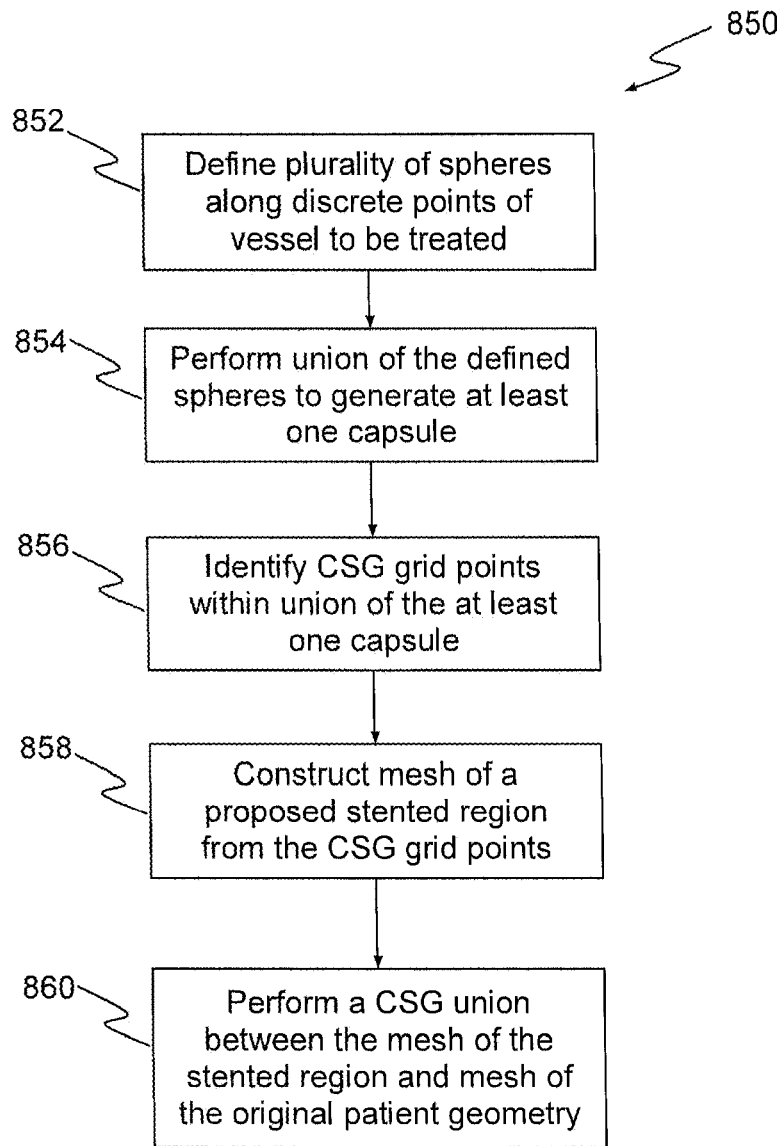 850
852
Define plurality of spheres
along discrete points of
vessel to be treated
854
Perform union of the defined
spheres to generate at least
one capsule
856
Identify CSG grid points
within union of the at least
one capsule
858
Construct mesh of a
proposed stented region
from the CSG grid points
860
Perform a CSG union
between the mesh of the
stented region and mesh of
the original patient geometry